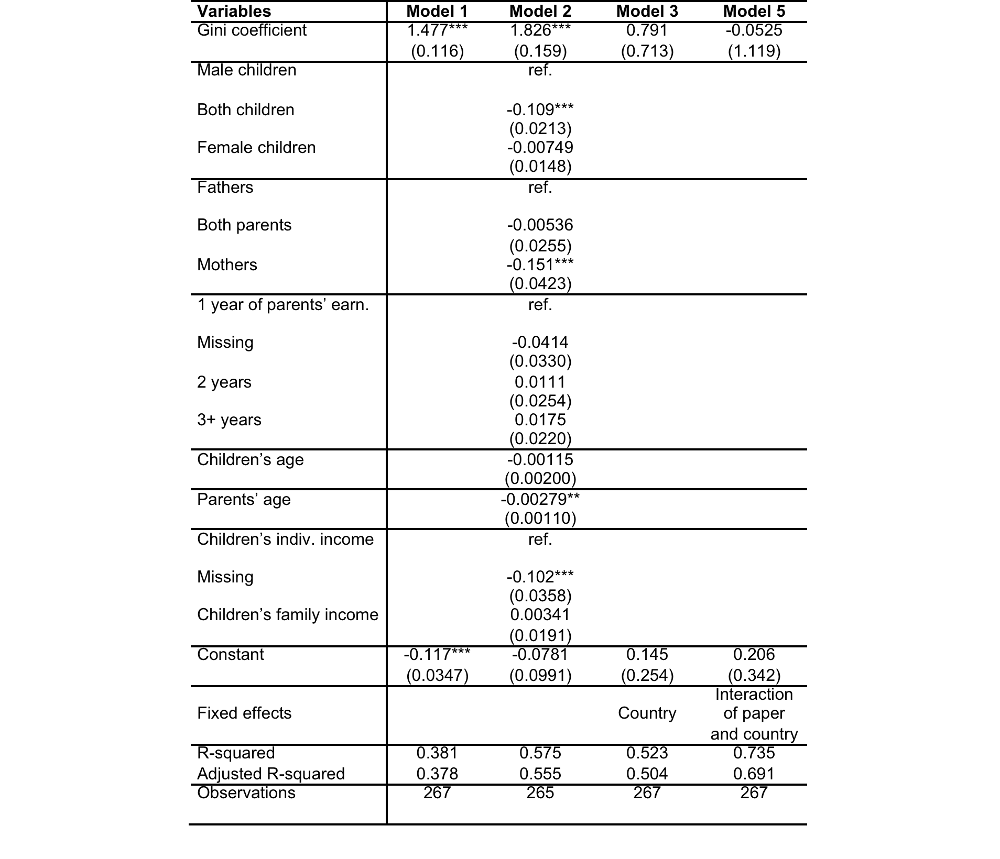 Variables Model 1 Model 2 Model 3 Model 5
Gini coefficient 1.477*** 1.826*** 0.791 -0.0525
(0.116) (0.159) (0.713) (1.119)
Male children ref.
Both children -0.109***
(0.0213)
Female children -0.00749
(0.0148)
Fathers ref.
Both parents -0.00536
(0.0255)
Mothers -0.151***
(0.0423)
1 year of parents’ earn. ref.
Missing -0.0414
(0.0330)
2 years 0.0111
(0.0254)
3+ years 0.0175
(0.0220)
Children’s age -0.00115
(0.00200)
Parents’ age -0.00279**
(0.00110)
Children’s indiv. income ref.
Missing -0.102***
(0.0358)
Children’s family income 0.00341
(0.0191)
Constant -0.117*** -0.0781 0.145 0.206
(0.0347) (0.0991) (0.254) (0.342)
Interaction
Fixed effects Country of paper
and country
R-squared 0.381 0.575 0.523 0.735
Adjusted R-squared 0.378 0.555 0.504 0.691
Observations 267 265 267 267